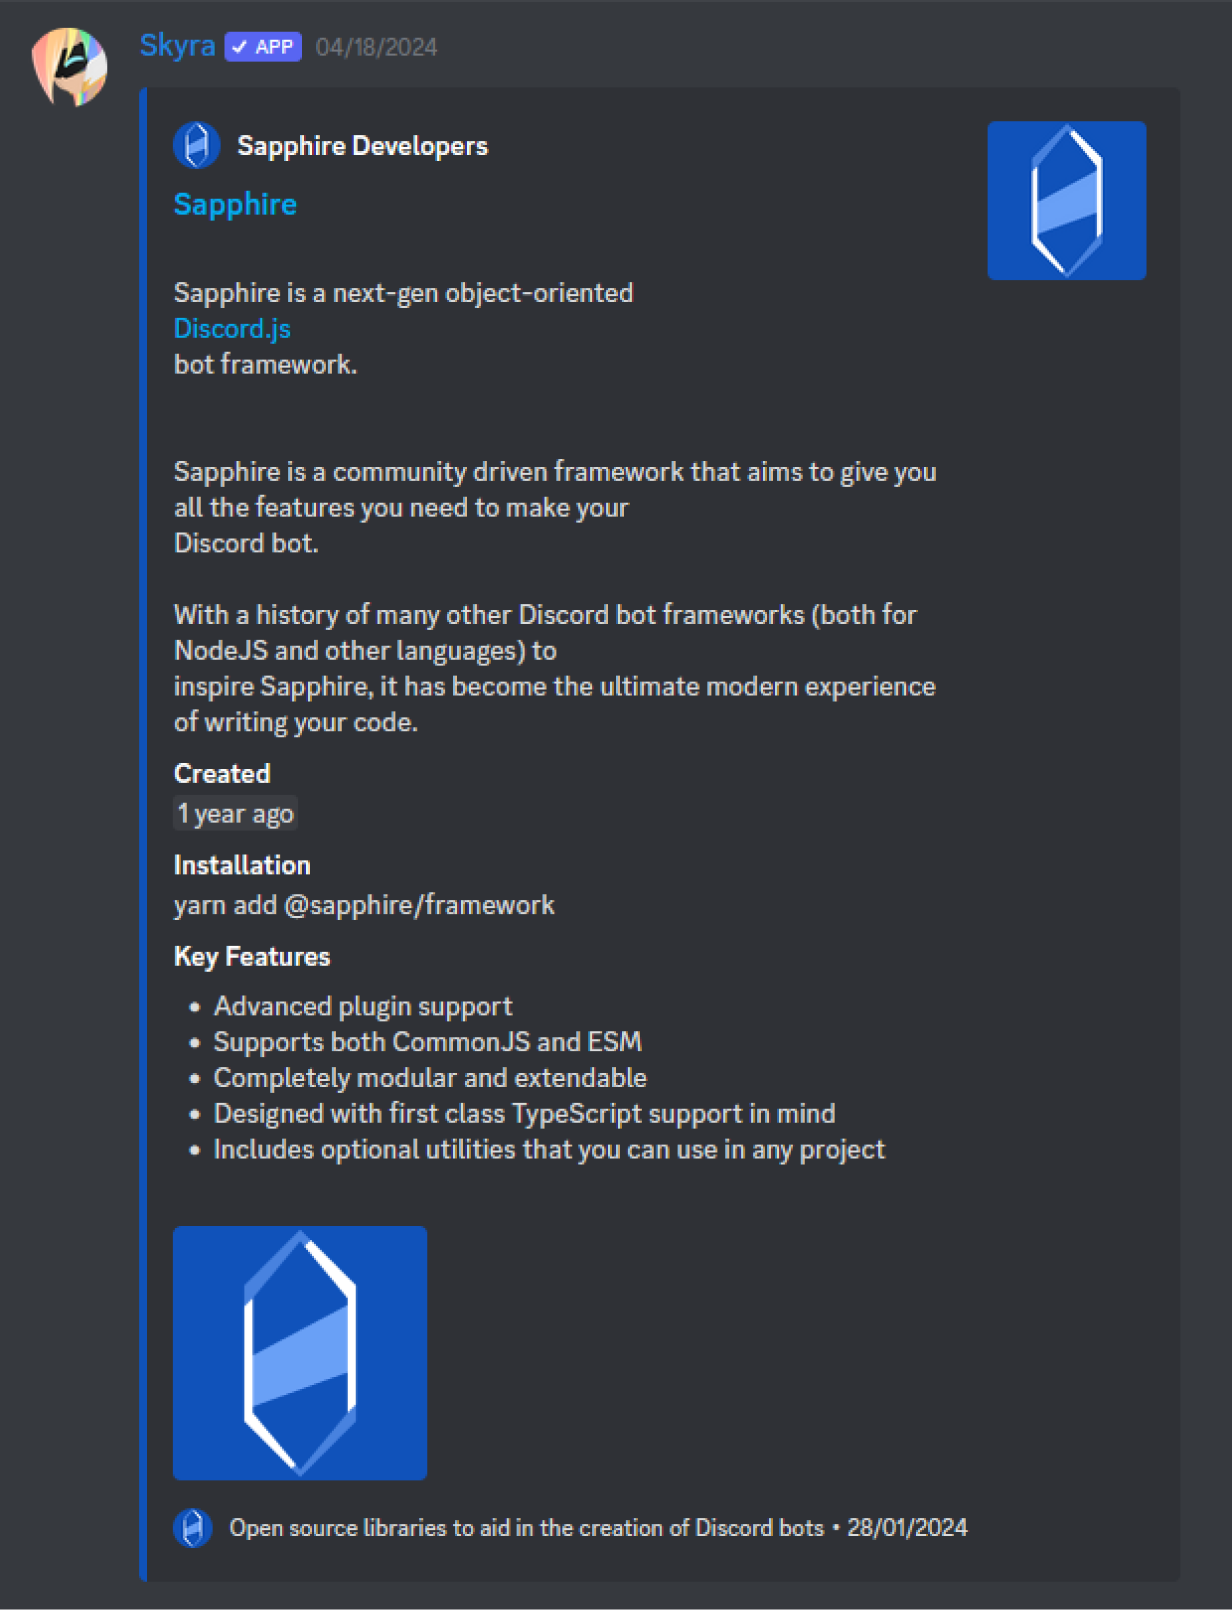 Skyra ✓ APP 04/18/2024
Sapphire Developers
Sapphire
Sapphire is a next-gen object-oriented
Discord.js
bot framework.
Sapphire is a community driven framework that aims to give you
all the features you need to make your
Discord bot.
With a history of many other Discord bot frameworks (both for
NodeJS and other languages) to
inspire Sapphire, it has become the ultimate modern experience
of writing your code.
Created
1 year ago
Installation
yarn add @sapphire/framework
Key Features
• Advanced plugin support
• Supports both CommonJS and ESM
• Completely modular and extendable
• Designed with first class TypeScript support in mind
• Includes optional utilities that you can use in any project
Open source libraries to aid in the creation of Discord bots • 28/01/2024